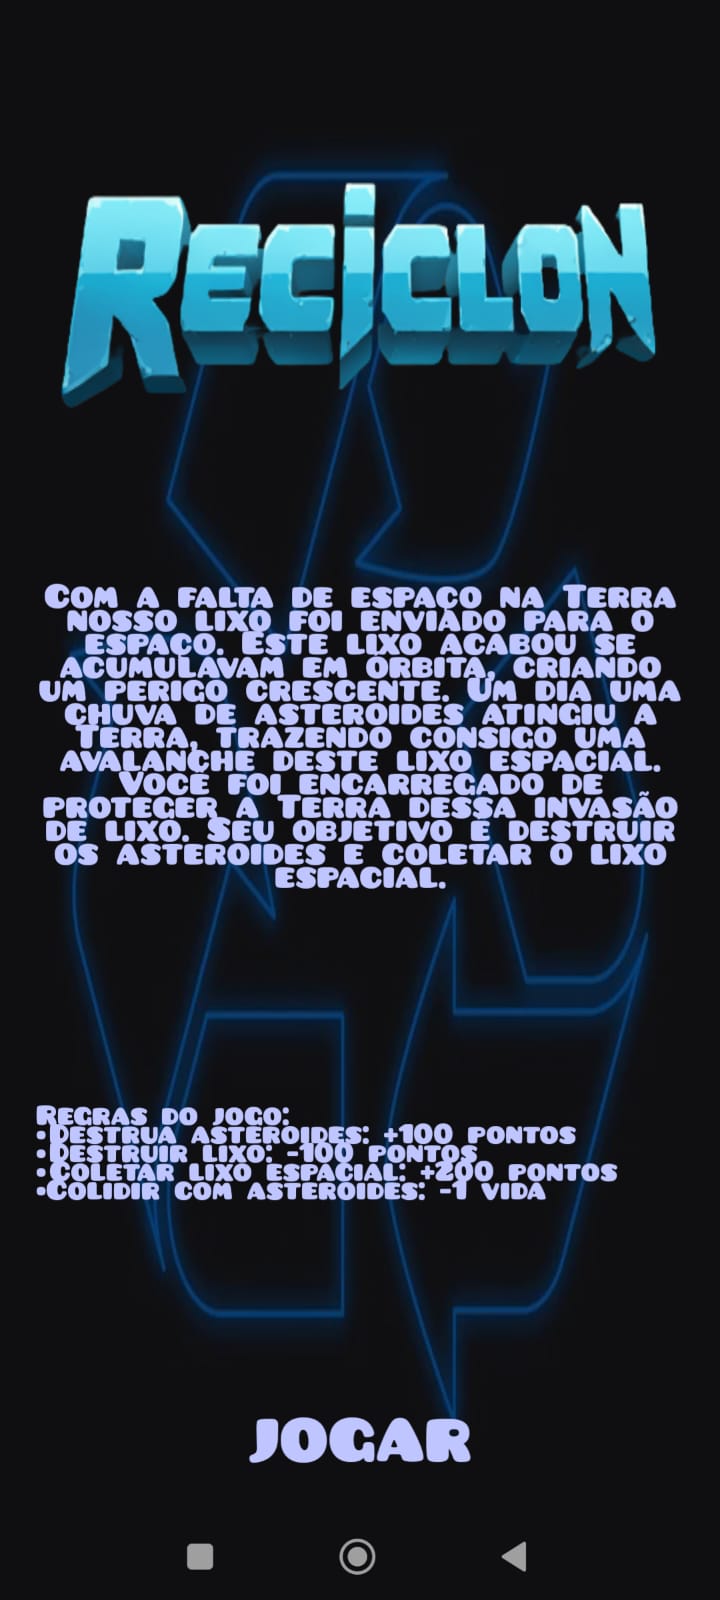 RECICLON
Com a falta de espaço na Terra
nosso lixo foi enviado para o
espaço. Este lixo acabou se
acumulavam em órbita, criando
um perigo crescente. Um dia uma
chuva de asteroides atingiu a
Terra, trazendo consigo uma
avalanche deste lixo espacial.
Você foi encarregado de
proteger a Terra dessa invasão
de lixo. Seu objetivo é destruir
os asteroides e coletar o lixo
espacial.
Regras do jogo:
•Destrua asteroides: +100 pontos
•Destruir lixo: -100 pontos
•Coletar lixo espacial: +200 pontos
•Colidir com asteroides: -1 vida
JOGAR